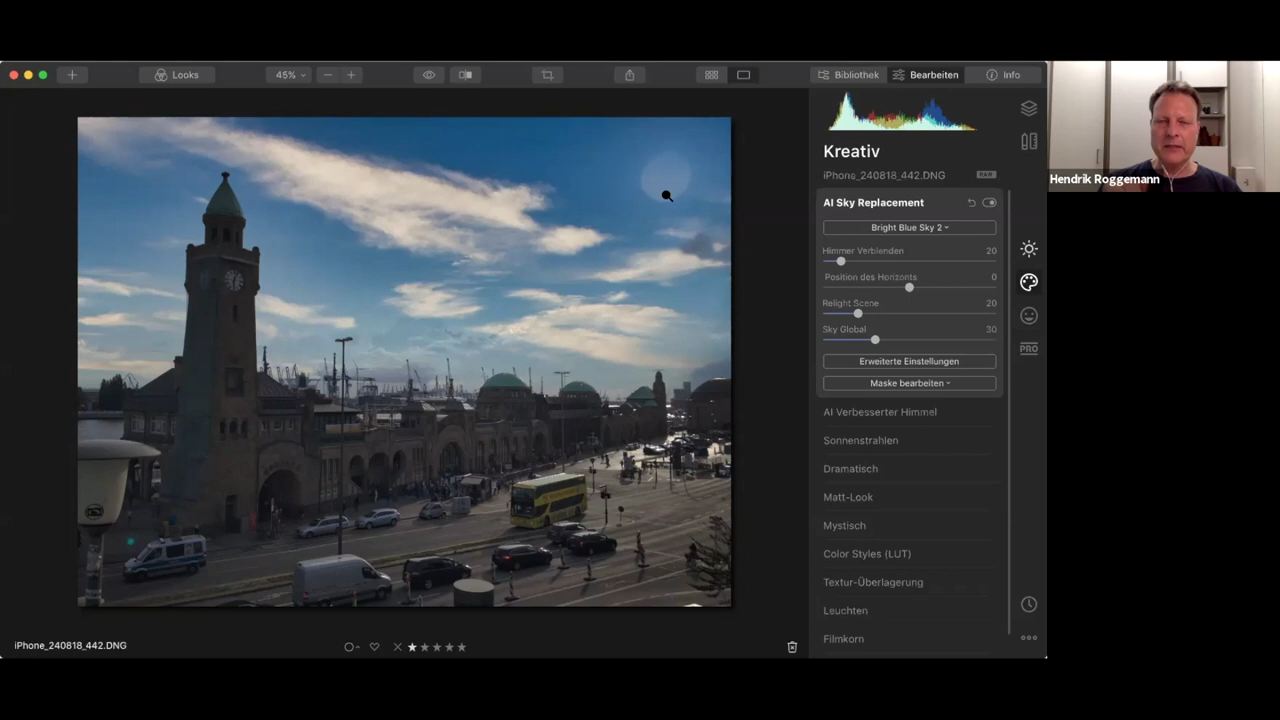 Looks
45%
Bibliothek
Bearbeiten
Info
Kreativ
iPhone_240818_442.DNG
RAW
AI Sky Replacement
Bright Blue Sky 2
Himmer Verblenden 20
Position des Horizonts 0
Relight Scene 20
Sky Global 30
Erweiterte Einstellungen
Maske bearbeiten
AI Verbesserter Himmel
Sonnenstrahlen
Dramatisch
Matt-Look
Mystisch
Color Styles (LUT)
Textur-Überlagerung
Leuchten
Filmkorn
PRO
iPhone_240818_442.DNG
Hendrik Roggemann